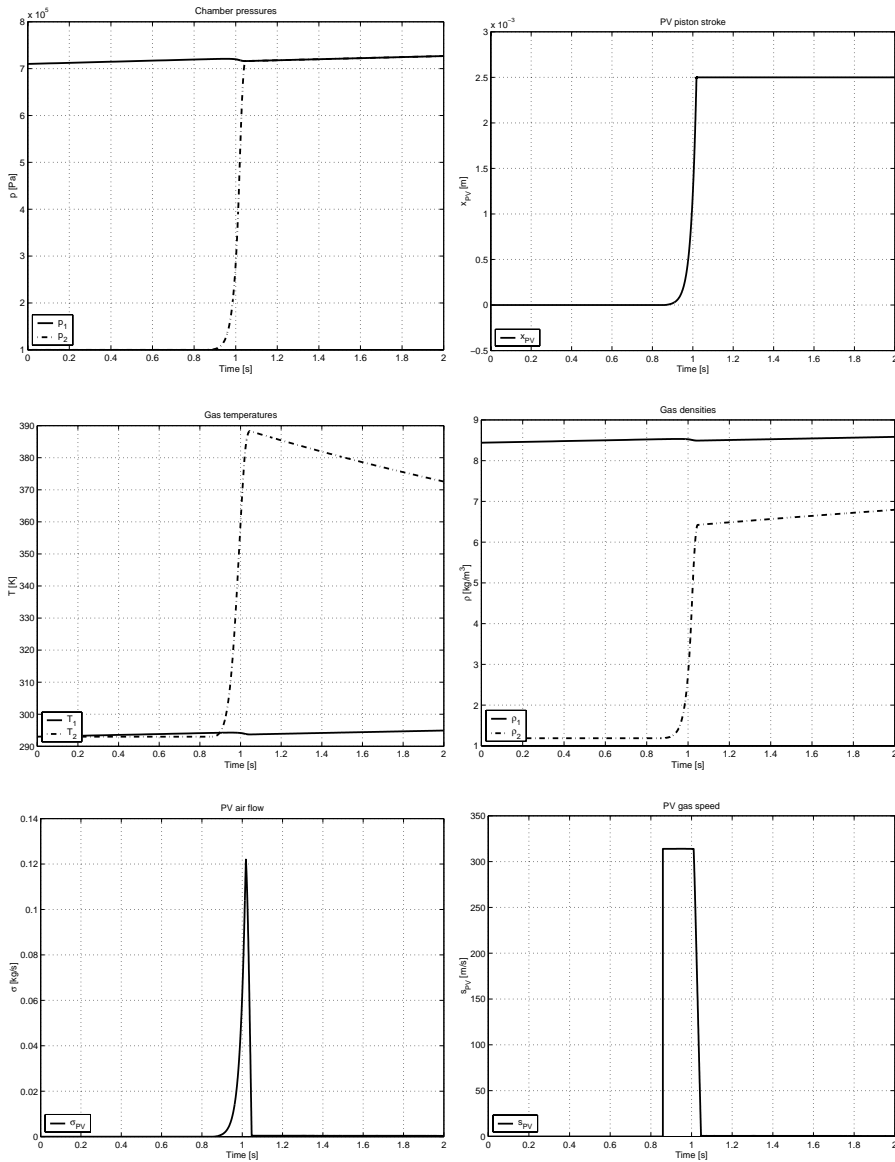 Chamber pressures
x 10⁵
8
7
6
5
4
3
2
1
p [Pa]
p₁
p₂
0 0.2 0.4 0.6 0.8 1 1.2 1.4 1.6 1.8 2
Time [s]
PV piston stroke
x 10⁻³
3
2.5
2
1.5
1
0.5
0
−0.5
x_PV [m]
x_PV
0 0.2 0.4 0.6 0.8 1 1.2 1.4 1.6 1.8 2
Time [s]
Gas temperatures
390
380
370
360
350
340
330
320
310
300
290
T [K]
T₁
T₂
0 0.2 0.4 0.6 0.8 1 1.2 1.4 1.6 1.8 2
Time [s]
Gas densities
9
8
7
6
5
4
3
2
1
ρ [kg/m³]
ρ₁
ρ₂
0 0.2 0.4 0.6 0.8 1 1.2 1.4 1.6 1.8 2
Time [s]
PV air flow
0.14
0.12
0.1
0.08
0.06
0.04
0.02
0
σ [kg/s]
σ_PV
0 0.2 0.4 0.6 0.8 1 1.2 1.4 1.6 1.8 2
Time [s]
PV gas speed
350
300
250
200
150
100
50
0
s_PV [m/s]
s_PV
0 0.2 0.4 0.6 0.8 1 1.2 1.4 1.6 1.8 2
Time [s]